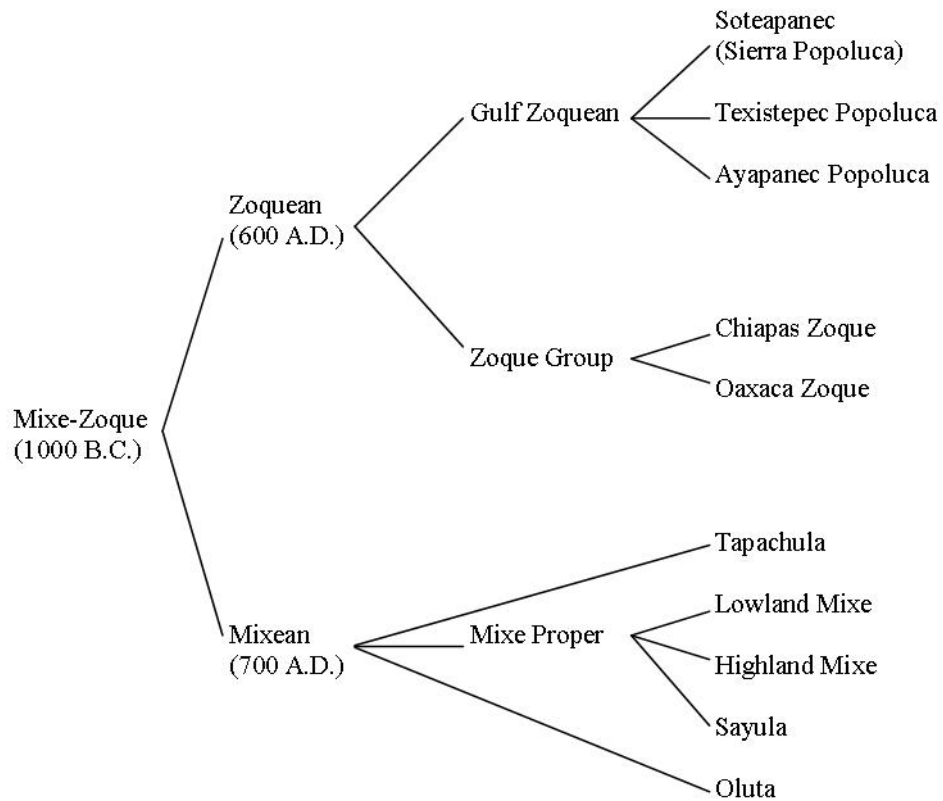 Soteapanec
(Sierra Popoluca)
Gulf Zoquean
Texistepec Popoluca
Ayapanec Popoluca
Zoquean
(600 A.D.)
Chiapas Zoque
Zoque Group
Oaxaca Zoque
Mixe-Zoque
(1000 B.C.)
Tapachula
Lowland Mixe
Mixean
(700 A.D.)
Mixe Proper
Highland Mixe
Sayula
Oluta